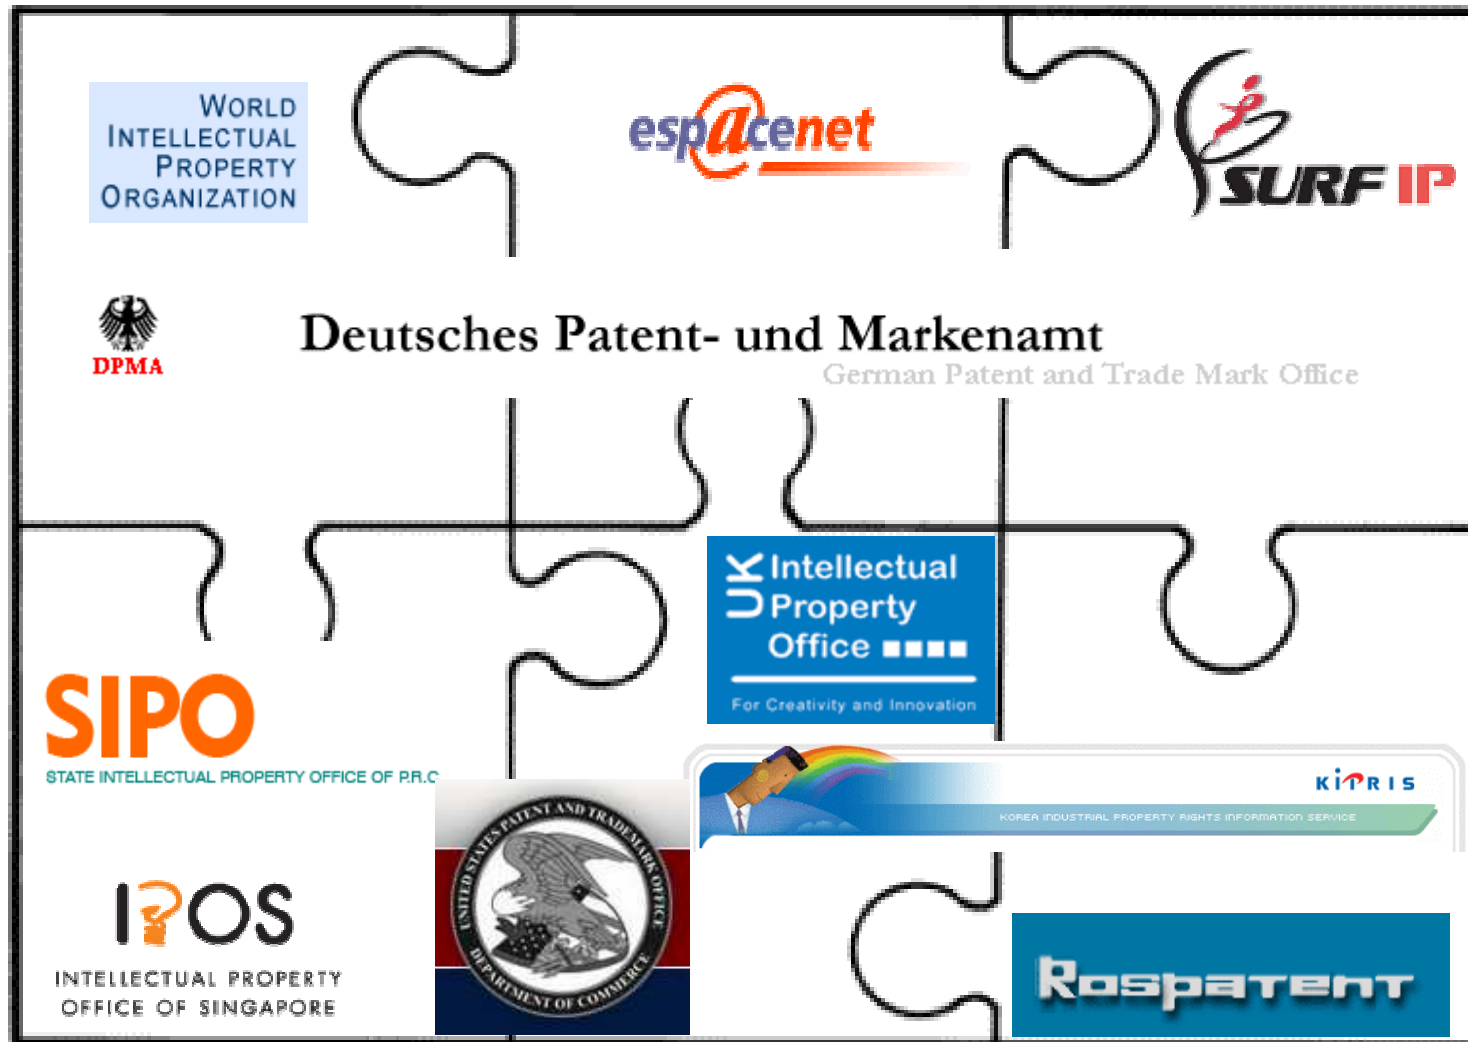 WORLD
INTELLECTUAL
PROPERTY
ORGANIZATION
esp@cenet
SURF IP
DPMA
Deutsches Patent- und Markenamt
German Patent and Trade Mark Office
UK Intellectual
Property
Office
For Creativity and Innovation
SIPO
STATE INTELLECTUAL PROPERTY OFFICE OF P.R.C
KIPRIS
KOREA INDUSTRIAL PROPERTY RIGHTS INFORMATION SERVICE
UNITED STATES PATENT AND TRADEMARK OFFICE
DEPARTMENT OF COMMERCE
IPOS
INTELLECTUAL PROPERTY
OFFICE OF SINGAPORE
Rospatent